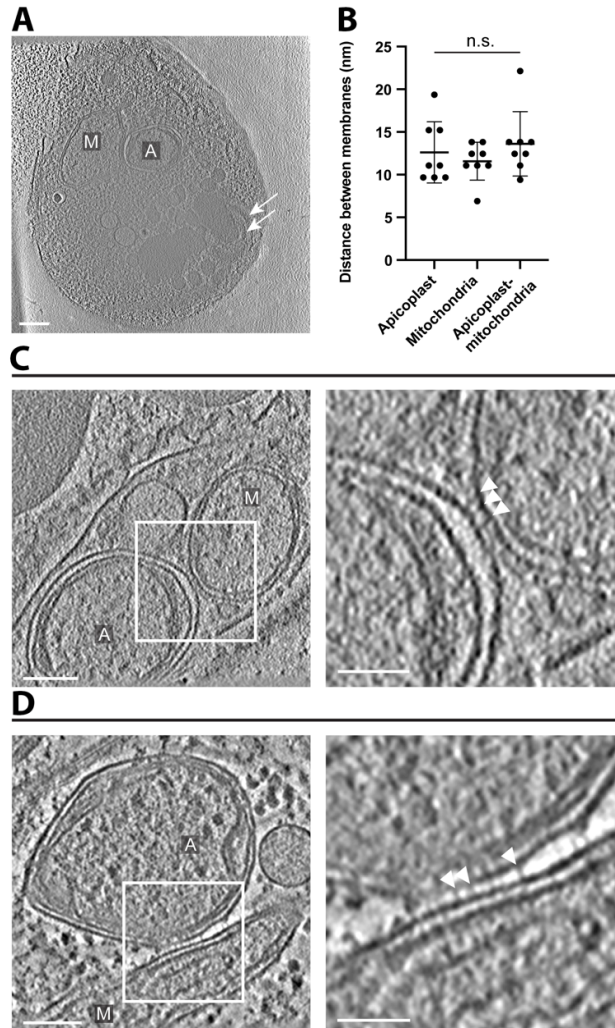 A
M
A
B
n.s.
Distance between membranes (nm)
25
20
15
10
5
0
Apicoplast
Mitochondria
Apicoplast-
mitochondria
C
M
A
D
A
M